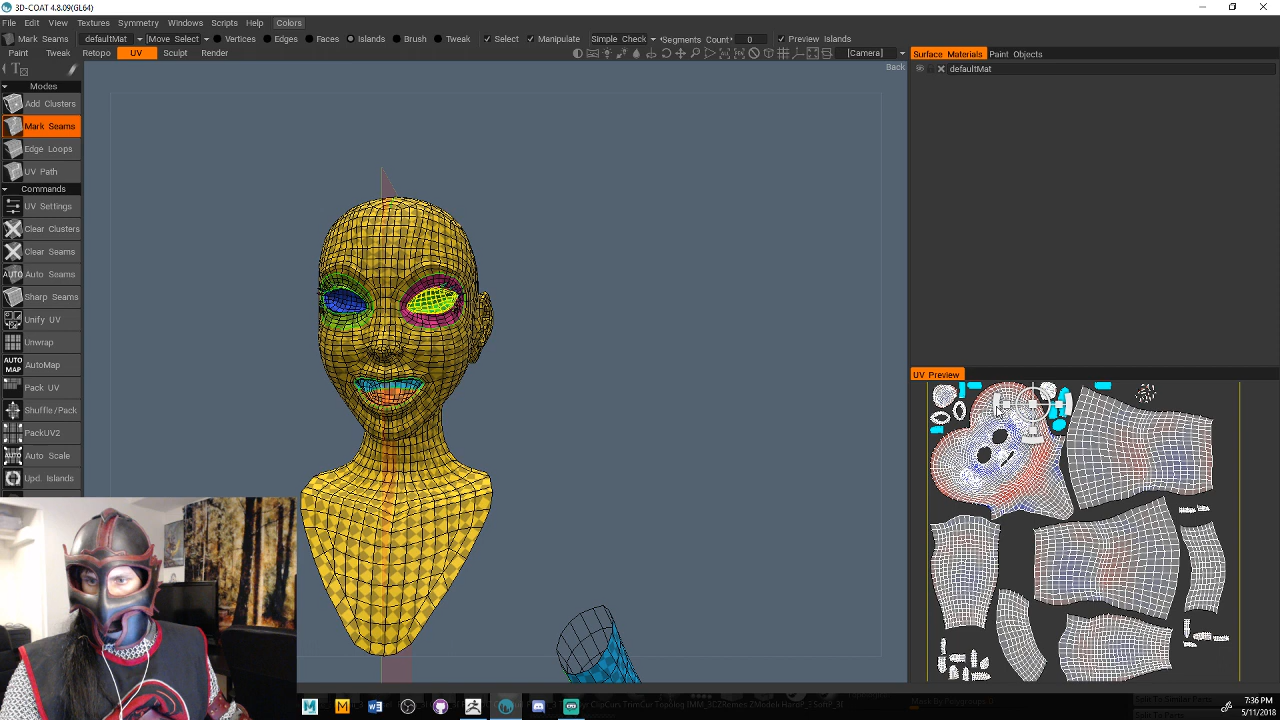 3D-COAT 4.8.09(GL64)
File Edit View Textures Symmetry Windows Scripts Help Colors
Mark Seams defaultMat [Move Select] Vertices Edges Faces Islands Brush Tweak Select Manipulate Simple Check Segments Count 0 Preview Islands
Paint Tweak Retopo UV Sculpt Render [Camera]
Surface Materials Paint Objects
Back
defaultMat
Modes
Add Clusters
Mark Seams
Edge Loops
UV Path
Commands
UV Settings
Clear Clusters
Clear Seams
AUTO Auto Seams
Sharp Seams
Unify UV
Unwrap
AUTO MAP AutoMap
Pack UV
Shuffle/Pack
PackUV2
Auto Scale
Upd. Islands
UV Preview
7:36 PM
5/11/2018